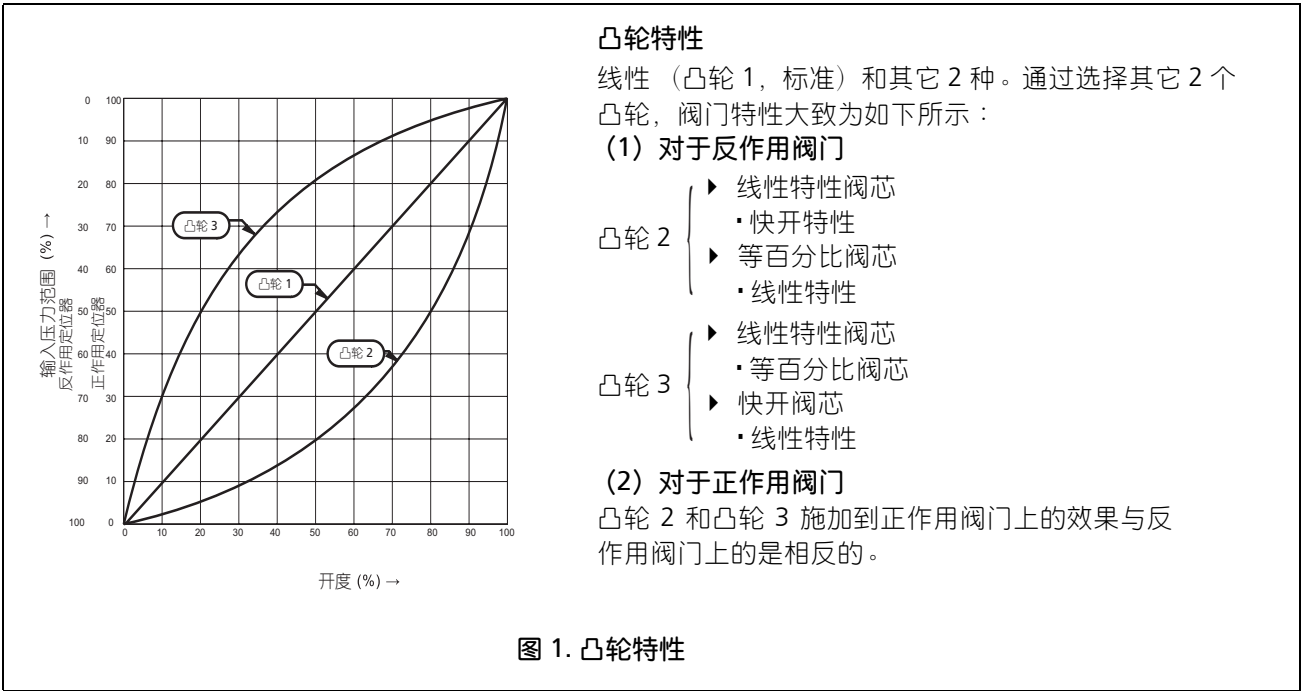 0 100
10 90
20 80
30 70
40 60
50 50
60 40
70 30
80 20
90 10
100 0
输入压力范围 (%) →
反作用定位器
正作用定位器
凸轮 3
凸轮 1
凸轮 2
0 10 20 30 40 50 60 70 80 90 100
开度 (%) →
凸轮特性
线性 （凸轮 1，标准）和其它 2 种。通过选择其它 2 个
凸轮，阀门特性大致为如下所示：
（1）对于反作用阀门
凸轮 2
▶ 线性特性阀芯
▪快开特性
▶ 等百分比阀芯
▪线性特性
凸轮 3
▶ 线性特性阀芯
▪等百分比阀芯
▶ 快开阀芯
▪线性特性
（2）对于正作用阀门
凸轮 2 和凸轮 3 施加到正作用阀门上的效果与反
作用阀门上的是相反的。
图 1. 凸轮特性